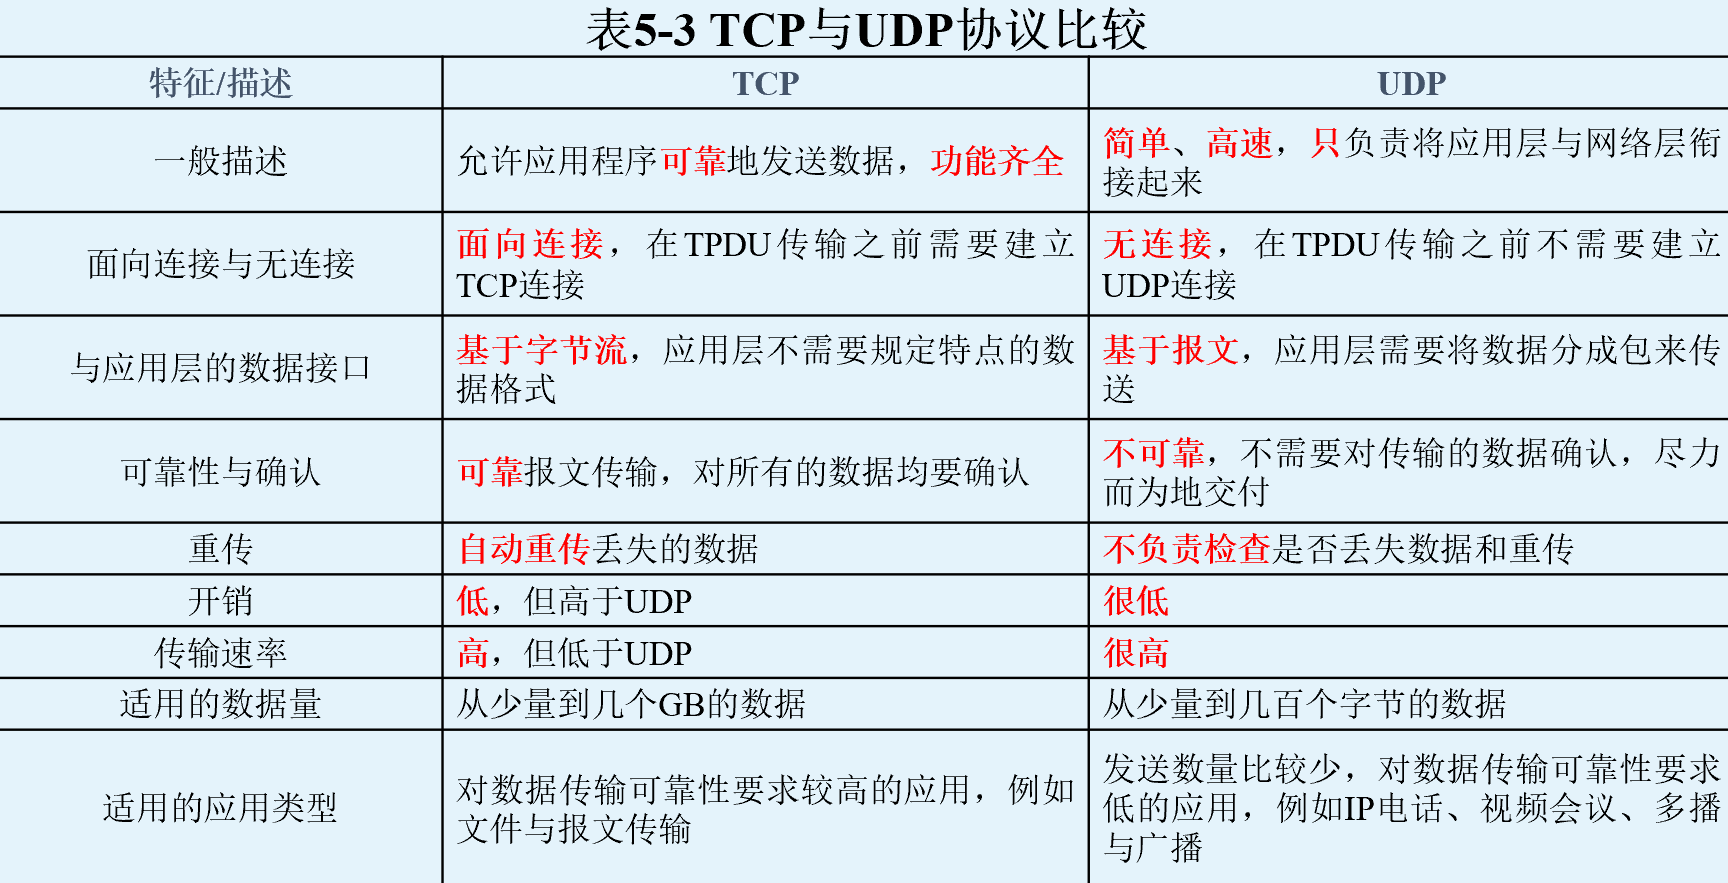 表5-3 TCP与UDP协议比较
特征/描述
TCP
UDP
一般描述
允许应用程序可靠地发送数据，功能齐全
简单、高速，只负责将应用层与网络层衔
接起来
面向连接与无连接
面向连接，在TPDU传输之前需要建立
TCP连接
无连接，在TPDU传输之前不需要建立
UDP连接
与应用层的数据接口
基于字节流，应用层不需要规定特点的数
据格式
基于报文，应用层需要将数据分成包来传
送
可靠性与确认
可靠报文传输，对所有的数据均要确认
不可靠，不需要对传输的数据确认，尽力
而为地交付
重传
自动重传丢失的数据
不负责检查是否丢失数据和重传
开销
低，但高于UDP
很低
传输速率
高，但低于UDP
很高
适用的数据量
从少量到几个GB的数据
从少量到几百个字节的数据
适用的应用类型
对数据传输可靠性要求较高的应用，例如
文件与报文传输
发送数量比较少，对数据传输可靠性要求
低的应用，例如IP电话、视频会议、多播
与广播